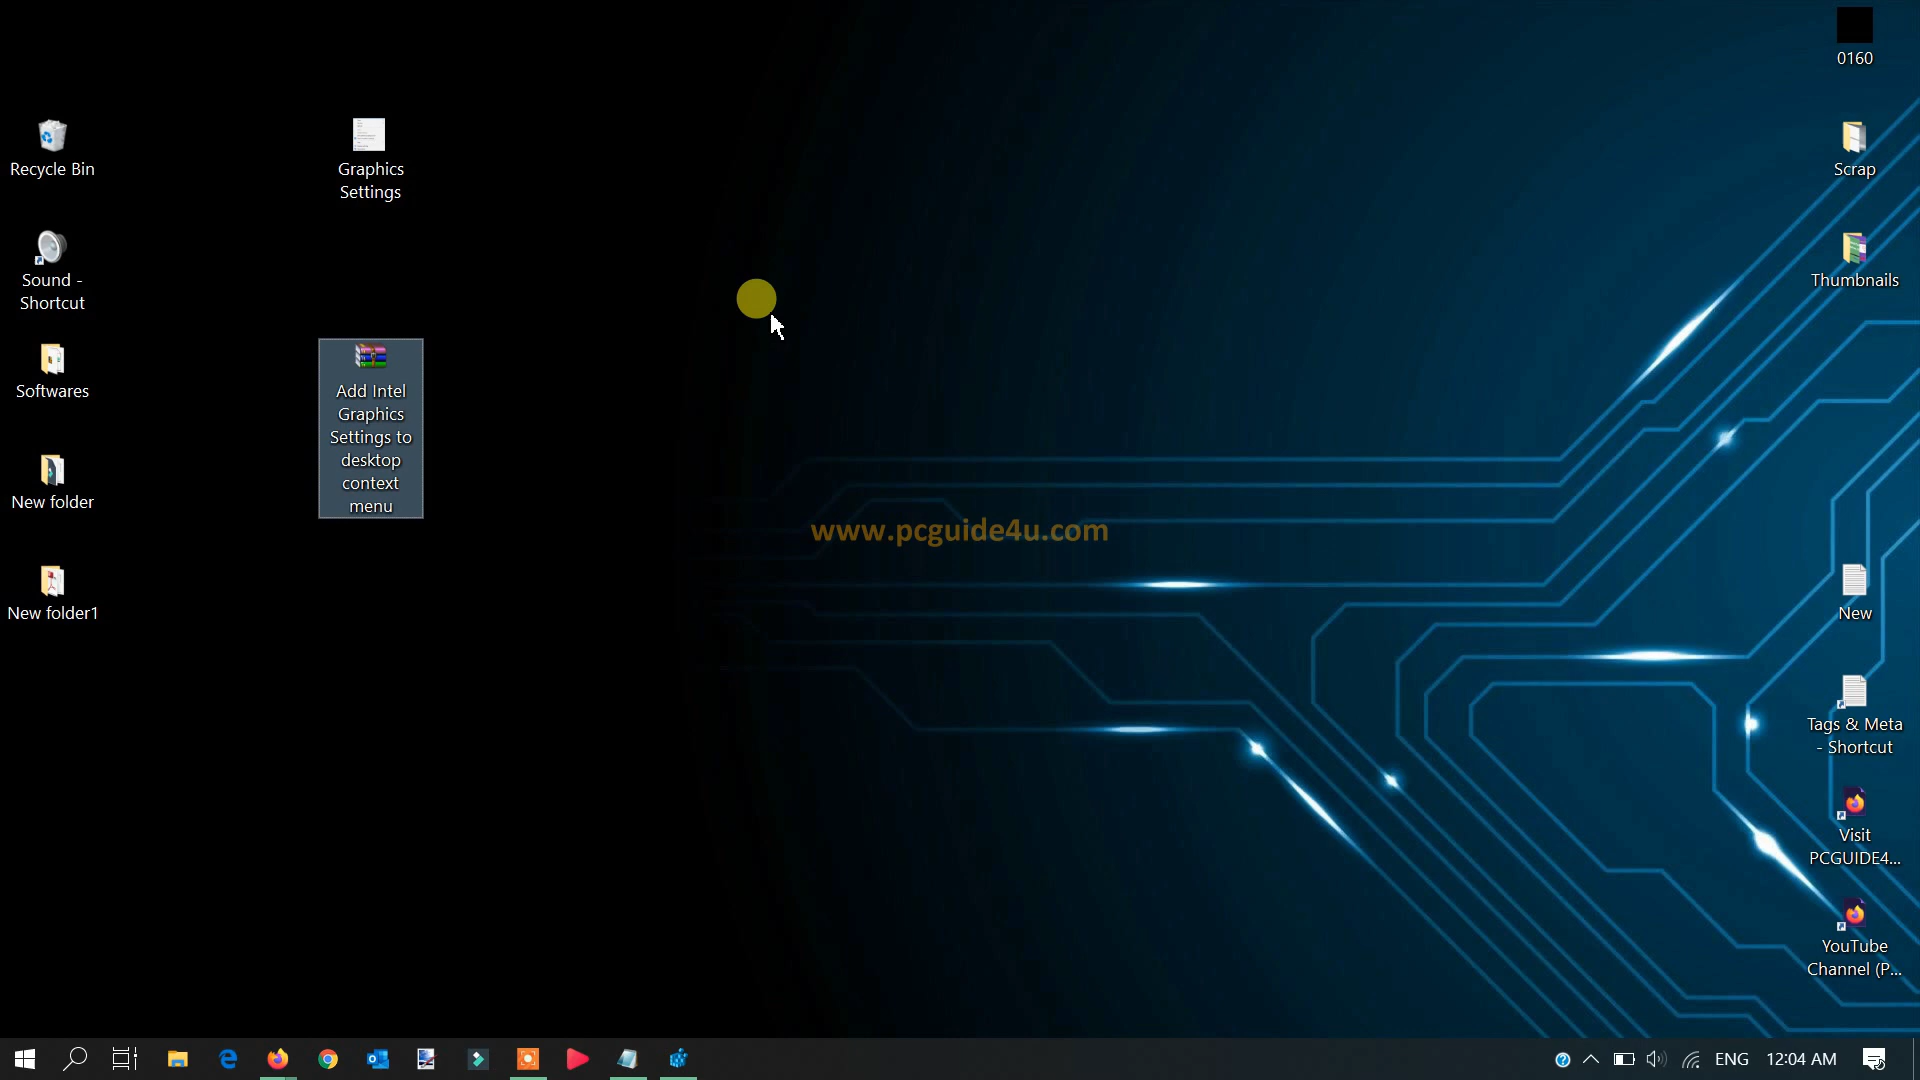 0160
Recycle Bin
Graphics
Settings
Scrap
Sound -
Shortcut
Thumbnails
Softwares
Add Intel
Graphics
Settings to
desktop
context
menu
New folder
www.pcguide4u.com
New folder1
New
Tags & Meta
- Shortcut
Visit
PCGUIDE4...
YouTube
Channel (P...
ENG
12:04 AM